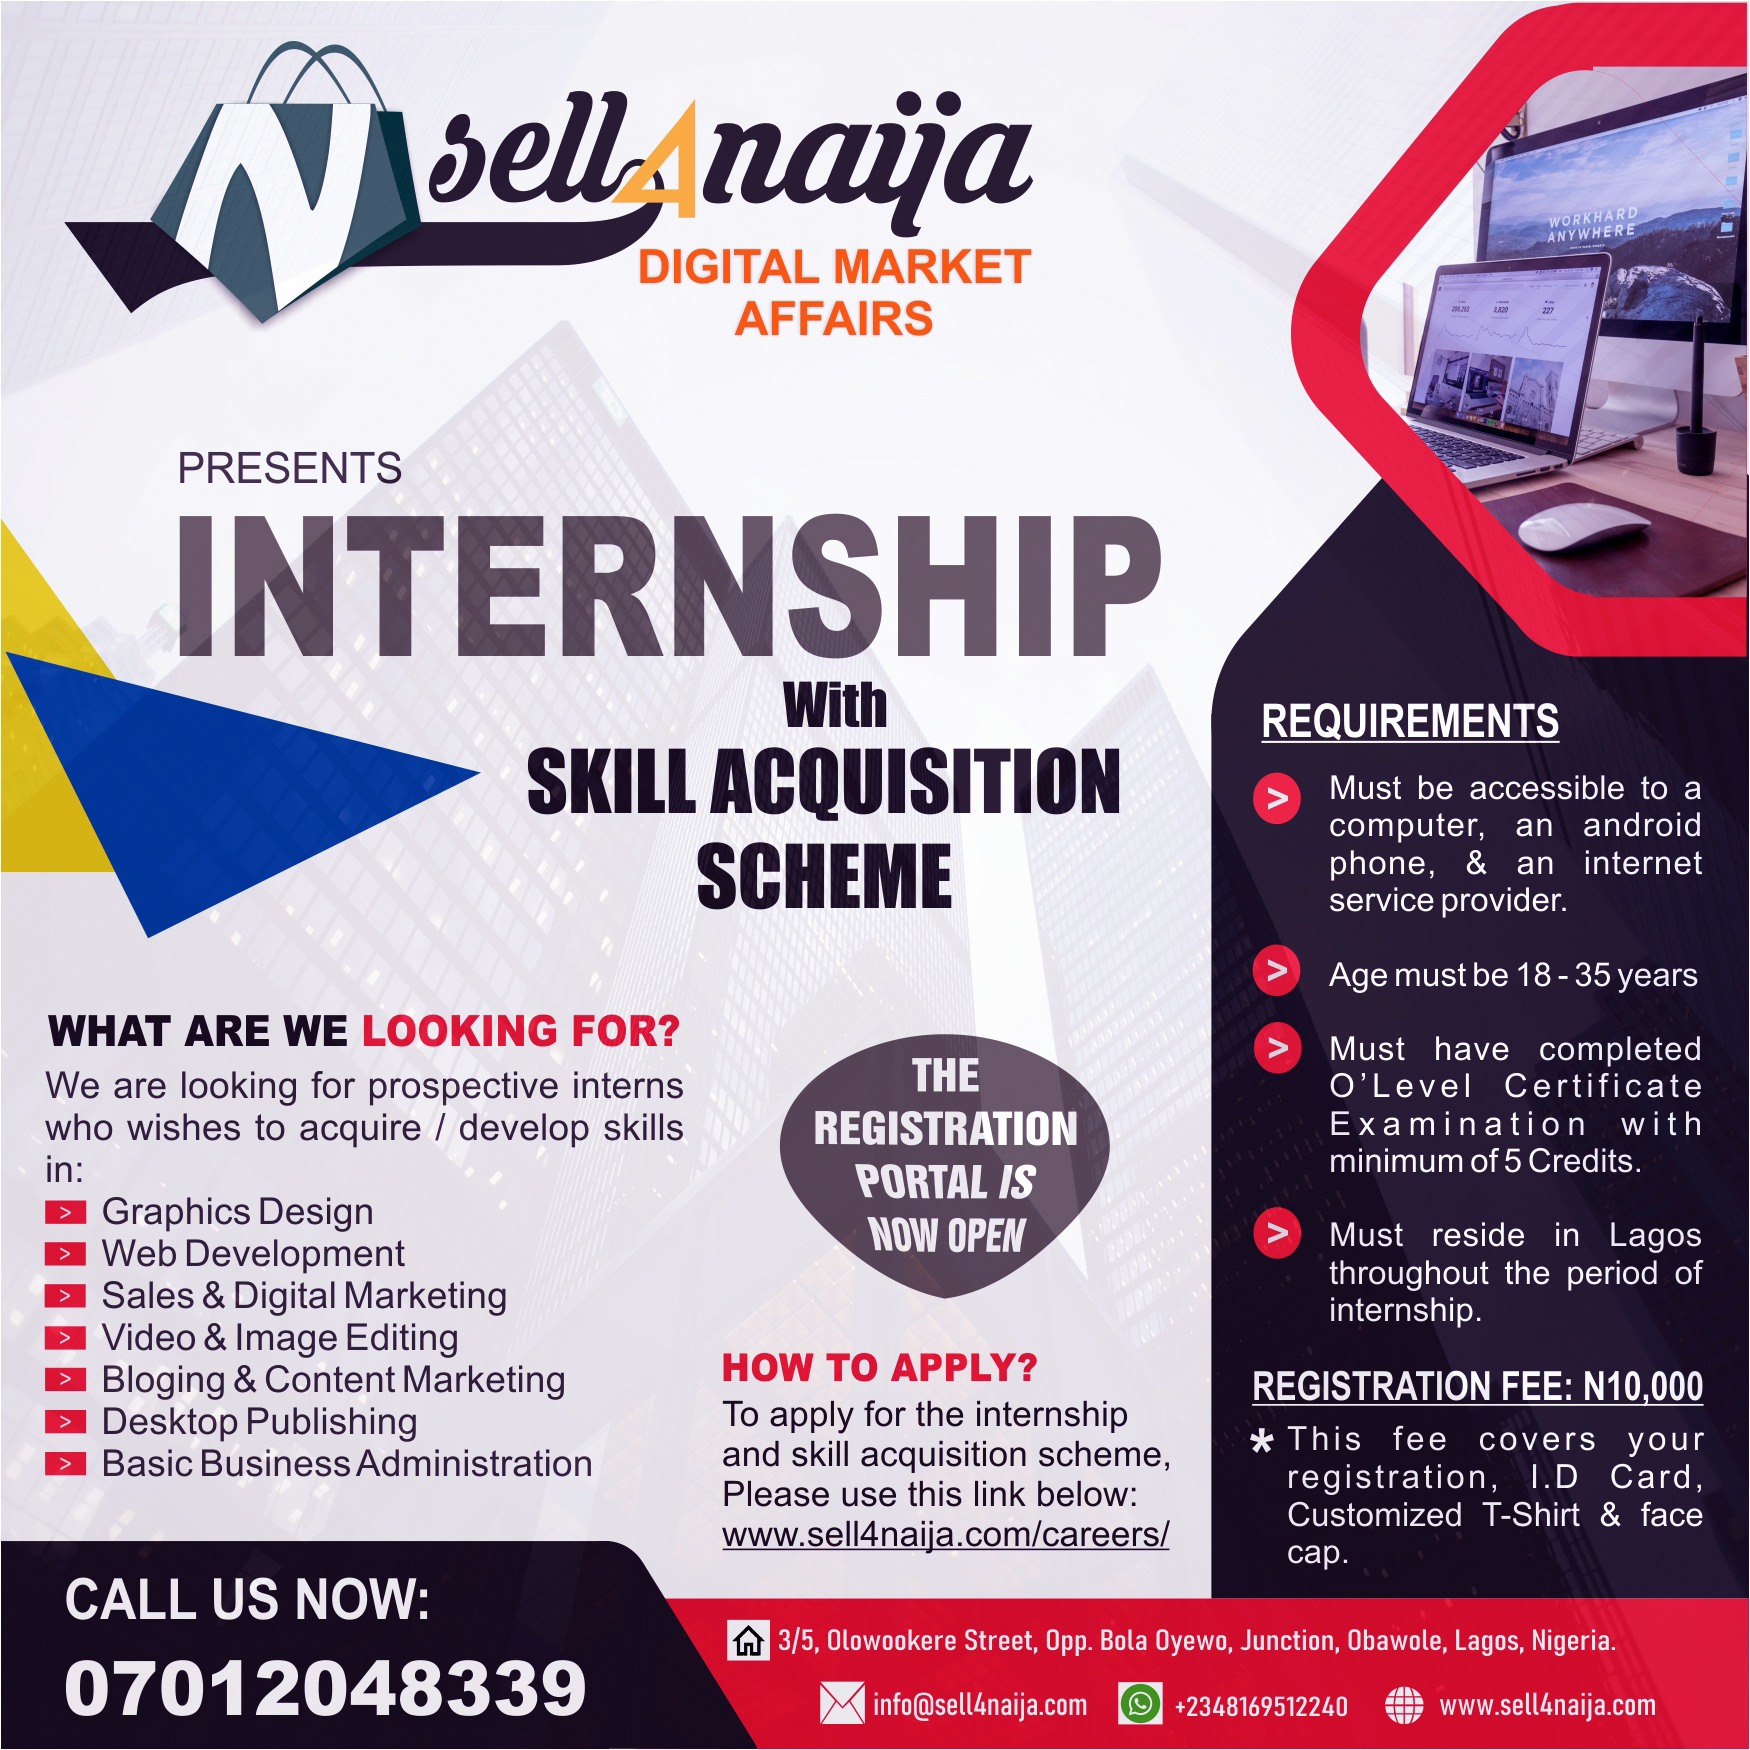 sell4naija
DIGITAL MARKET
AFFAIRS
WORKHARD
ANYWHERE
PRESENTS
INTERNSHIP
With
SKILL ACQUISITION
SCHEME
WHAT ARE WE LOOKING FOR?
We are looking for prospective interns
who wishes to acquire / develop skills
in:
> Graphics Design
> Web Development
> Sales & Digital Marketing
> Video & Image Editing
> Bloging & Content Marketing
> Desktop Publishing
> Basic Business Administration
THE
REGISTRATION
PORTAL IS
NOW OPEN
HOW TO APPLY?
To apply for the internship
and skill acquisition scheme,
Please use this link below:
www.sell4naija.com/careers/
REQUIREMENTS
> Must be accessible to a
computer, an android
phone, & an internet
service provider.
> Age must be 18 - 35 years
> Must have completed
O’Level Certificate
Examination with
minimum of 5 Credits.
> Must reside in Lagos
throughout the period of
internship.
REGISTRATION FEE: N10,000
* This fee covers your
registration, I.D Card,
Customized T-Shirt & face
cap.
CALL US NOW:
07012048339
3/5, Olowookere Street, Opp. Bola Oyewo, Junction, Obawole, Lagos, Nigeria.
info@sell4naija.com +2348169512240 www.sell4naija.com